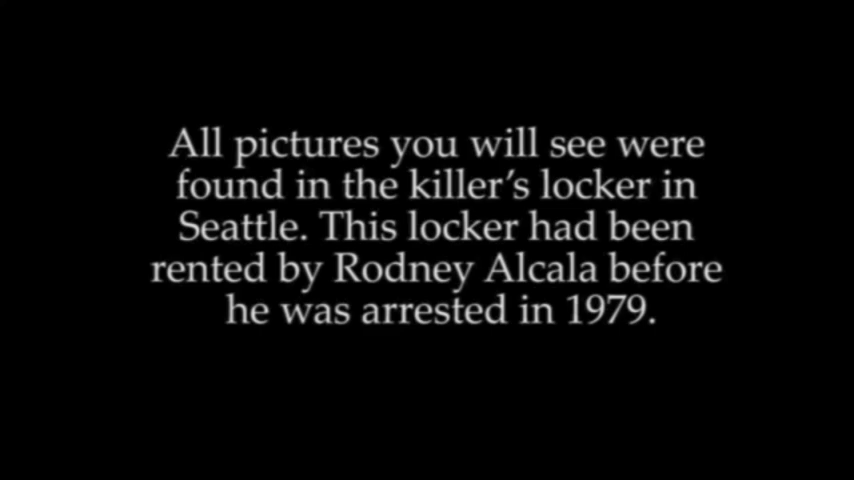 All pictures you will see were
found in the killer’s locker in
Seattle. This locker had been
rented by Rodney Alcala before
he was arrested in 1979.